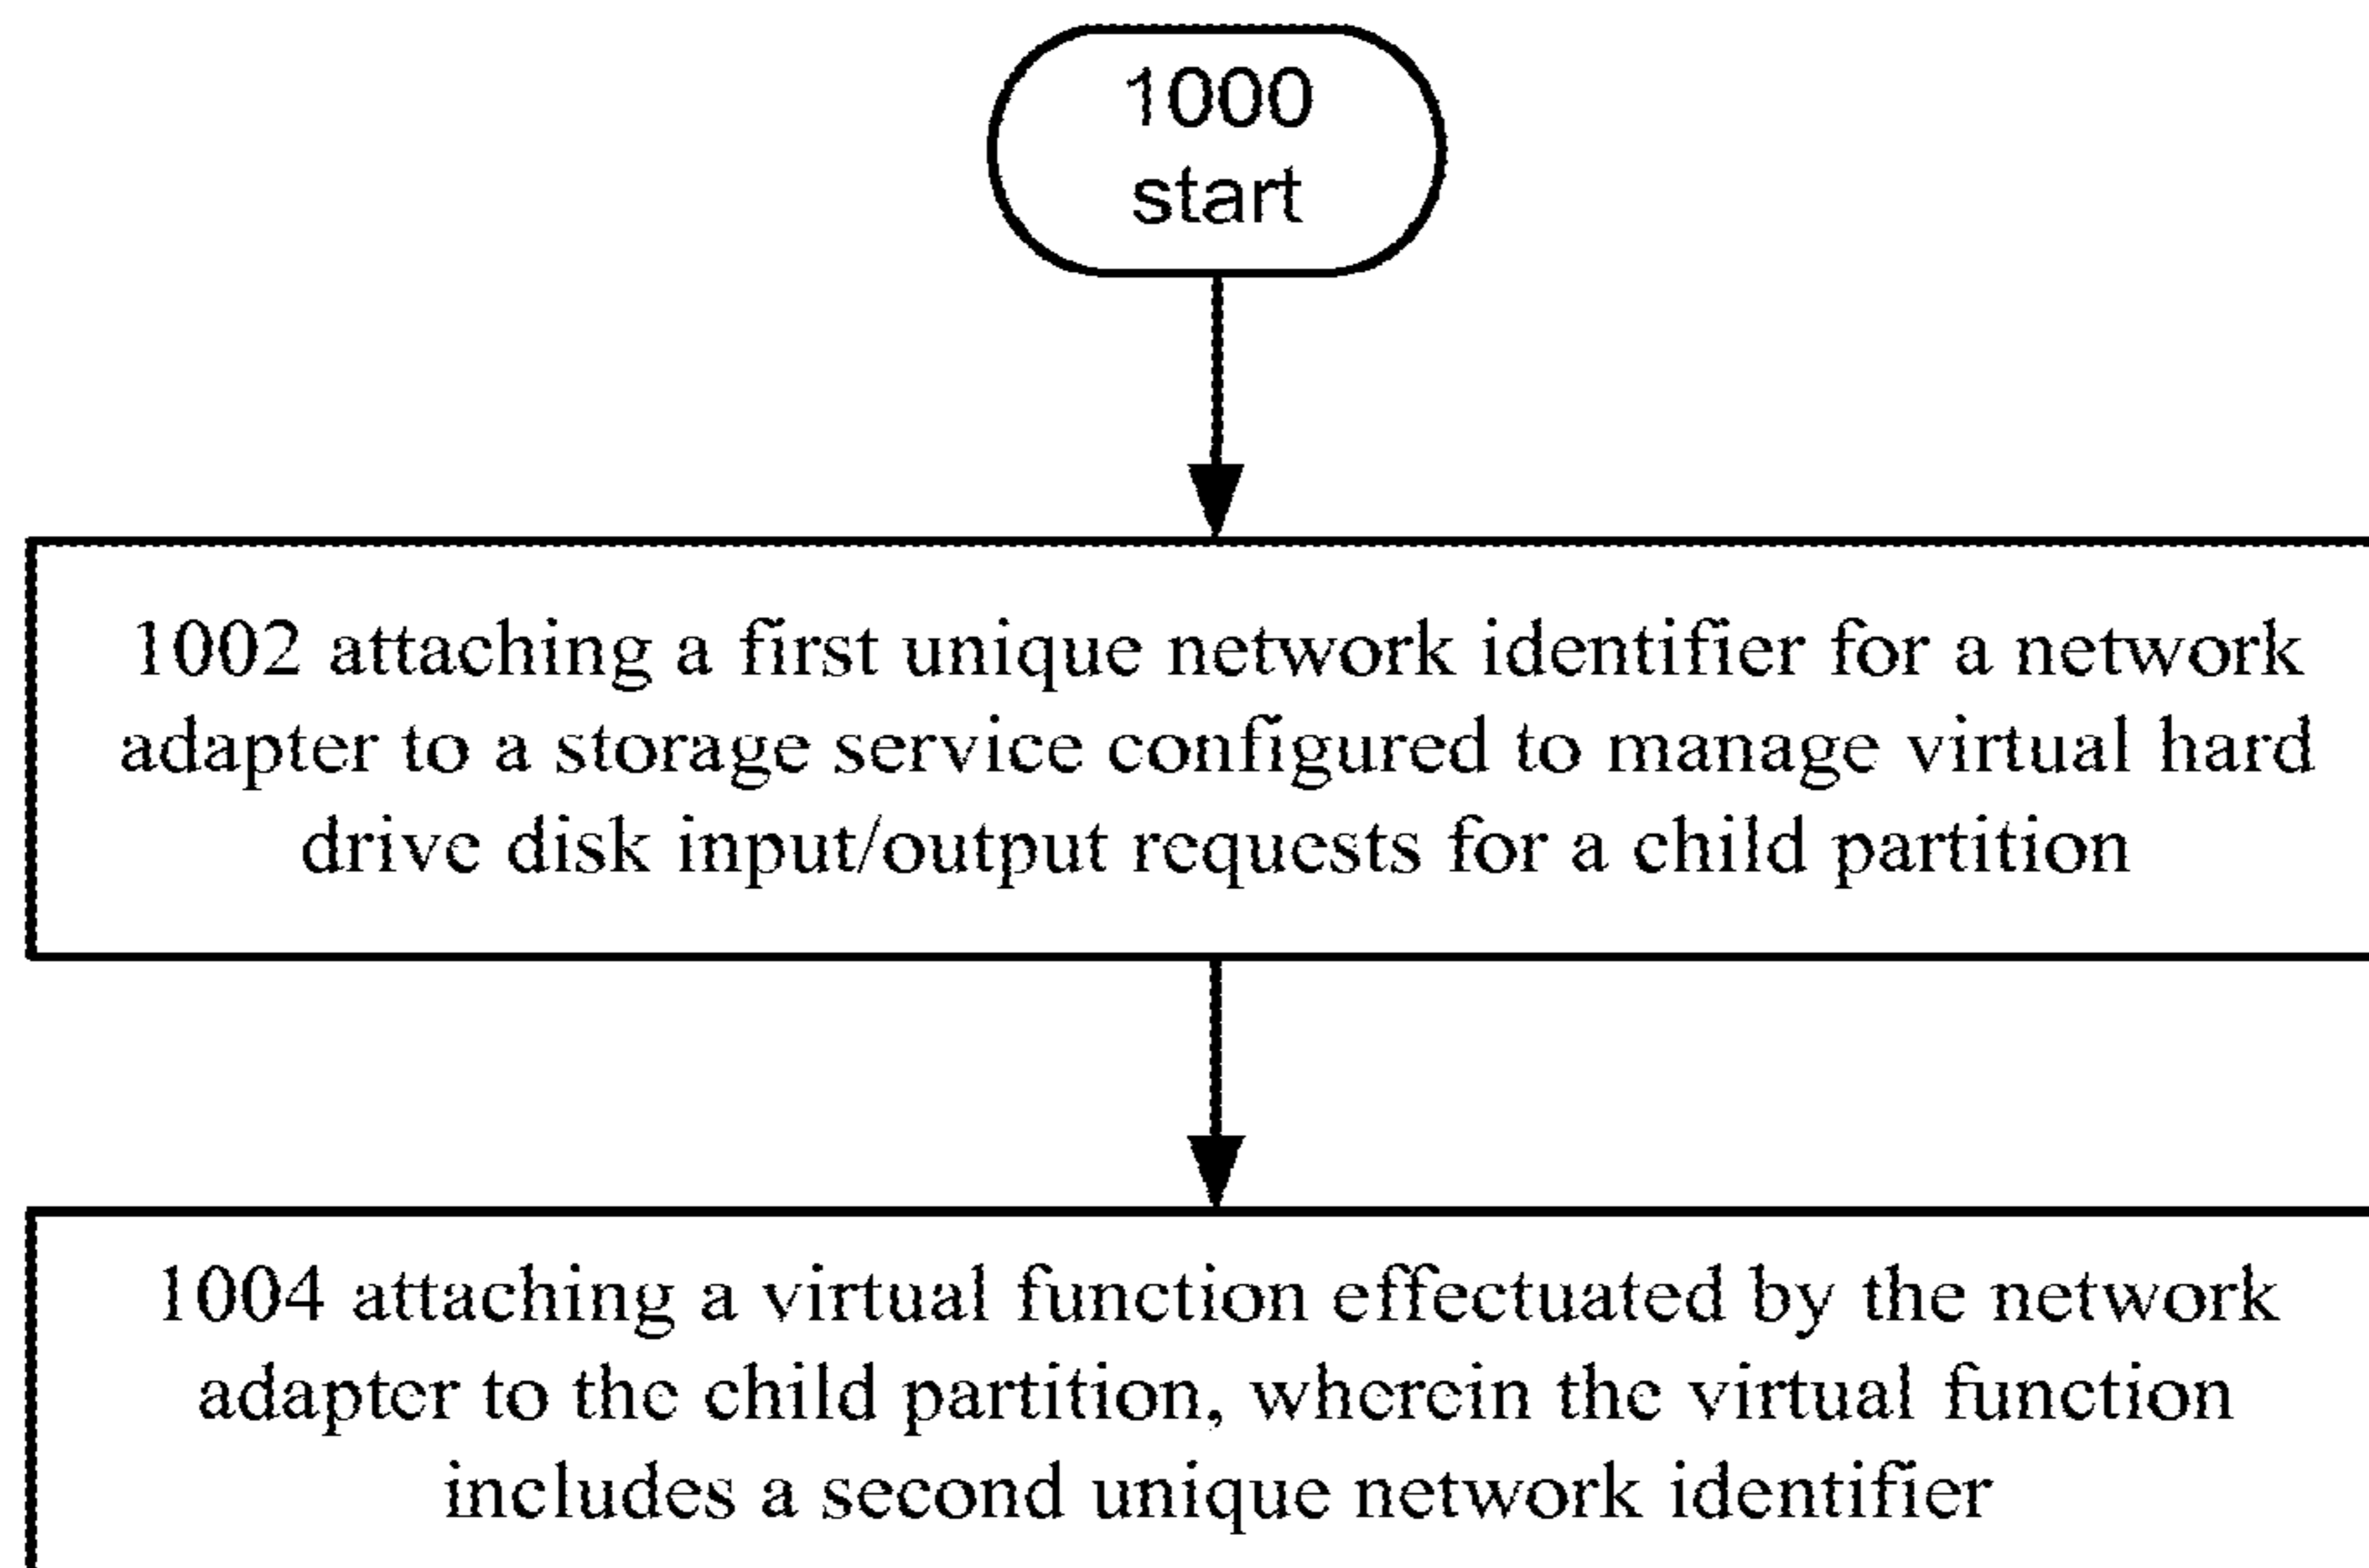 1000
start
1002 attaching a first unique network identifier for a network
adapter to a storage service configured to manage virtual hard
drive disk input/output requests for a child partition
1004 attaching a virtual function effectuated by the network
adapter to the child partition, wherein the virtual function
includes a second unique network identifier